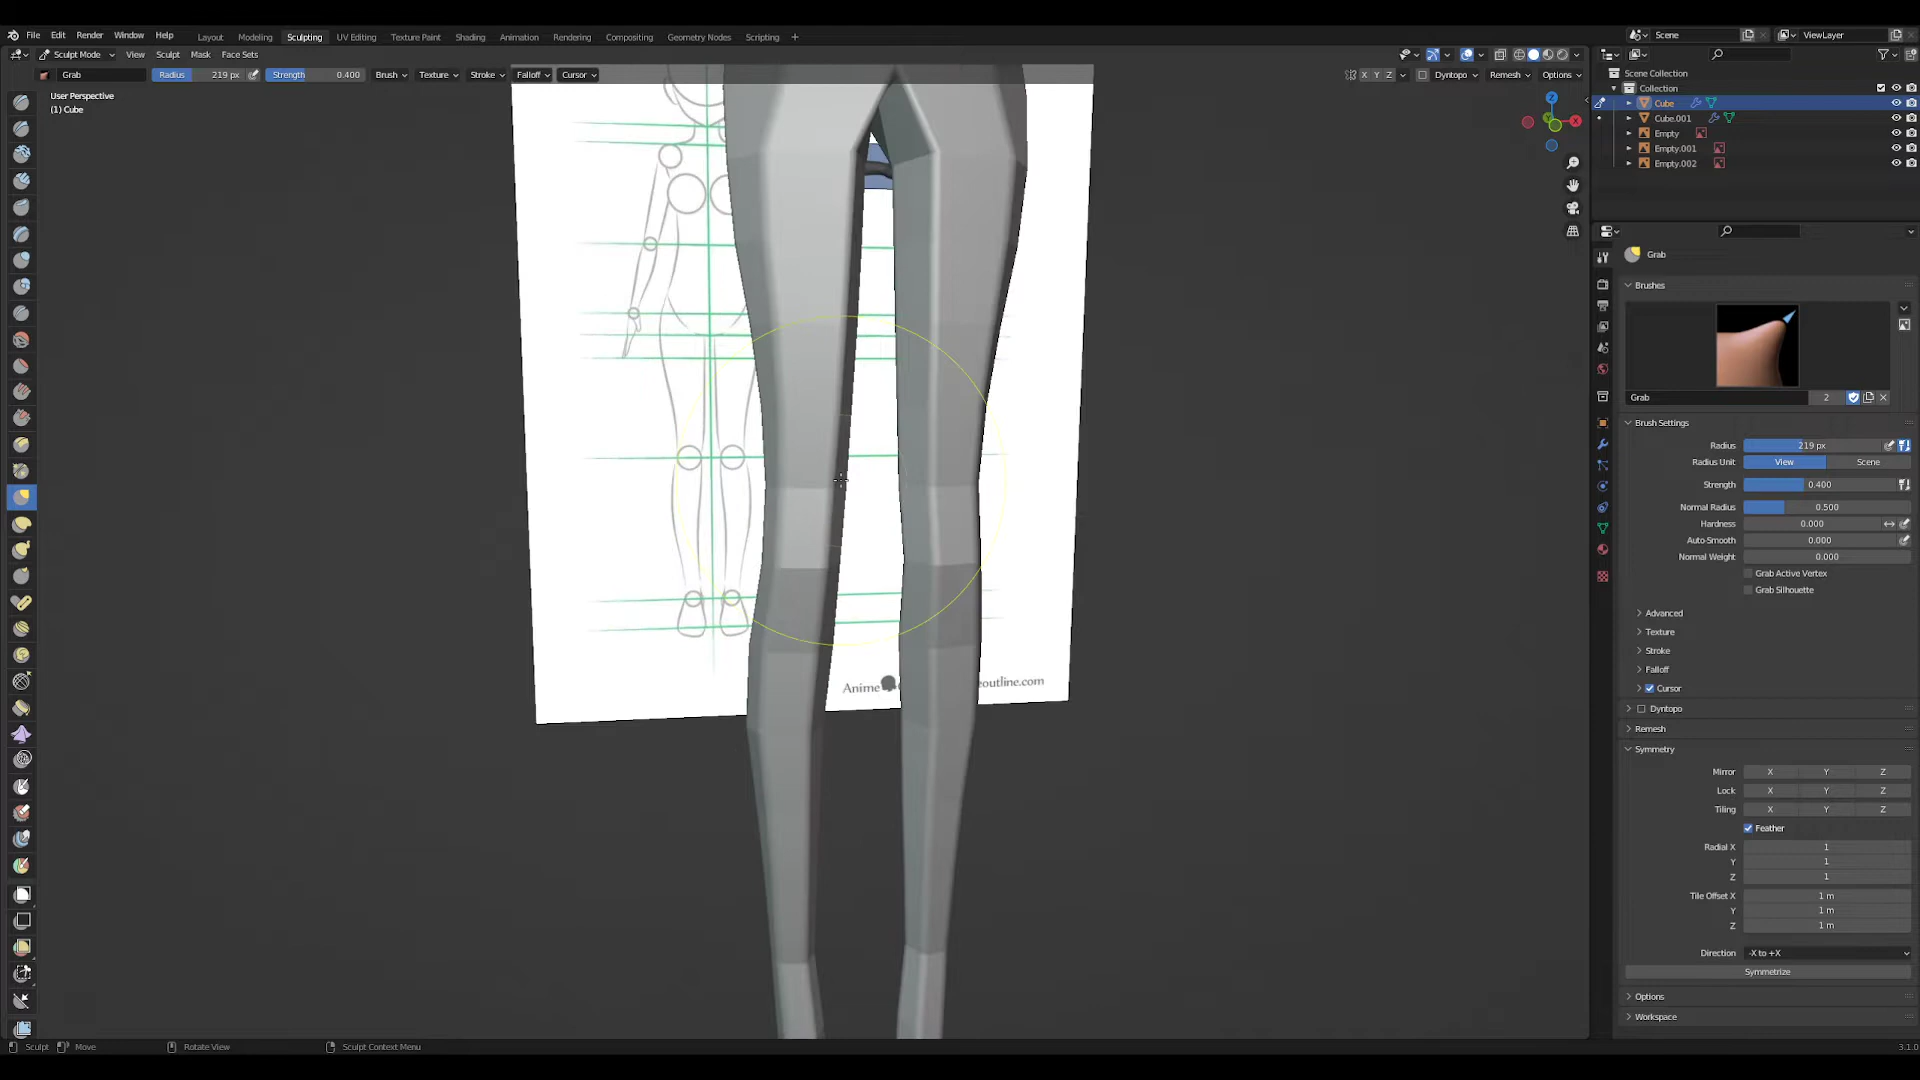 File Edit Render Window Help Layout Modeling Sculpting UV Editing Texture Paint Shading Animation Rendering Compositing Geometry Nodes Scripting + Scene ViewLayer
Sculpt Mode View Sculpt Mask Face Sets
Grab Radius 219 px Strength 0.400 Brush Texture Stroke Falloff Cursor X Y Z Dyntopo Remesh Options
User Perspective
(1) Cube
Z
X
Scene Collection
Collection
Cube
Cube.001
Empty
Empty.001
Empty.002
Grab
Brushes
Grab 2
Brush Settings
Radius 219 px
Radius Unit View Scene
Strength 0.400
Normal Radius 0.500
Hardness 0.000
Auto-Smooth 0.000
Normal Weight 0.000
Grab Active Vertex
Grab Silhouette
Advanced
Texture
Stroke
Falloff
Cursor
Dyntopo
Remesh
Symmetry
Mirror X Y Z
Lock X Y Z
Tiling X Y Z
Feather
Radial X 1
Y 1
Z 1
Tile Offset X 1 m
Y 1 m
Z 1 m
Direction -X to +X
Symmetrize
Options
Workspace
Anime eoutline.com
Sculpt Move Rotate View Sculpt Context Menu 3.1.0